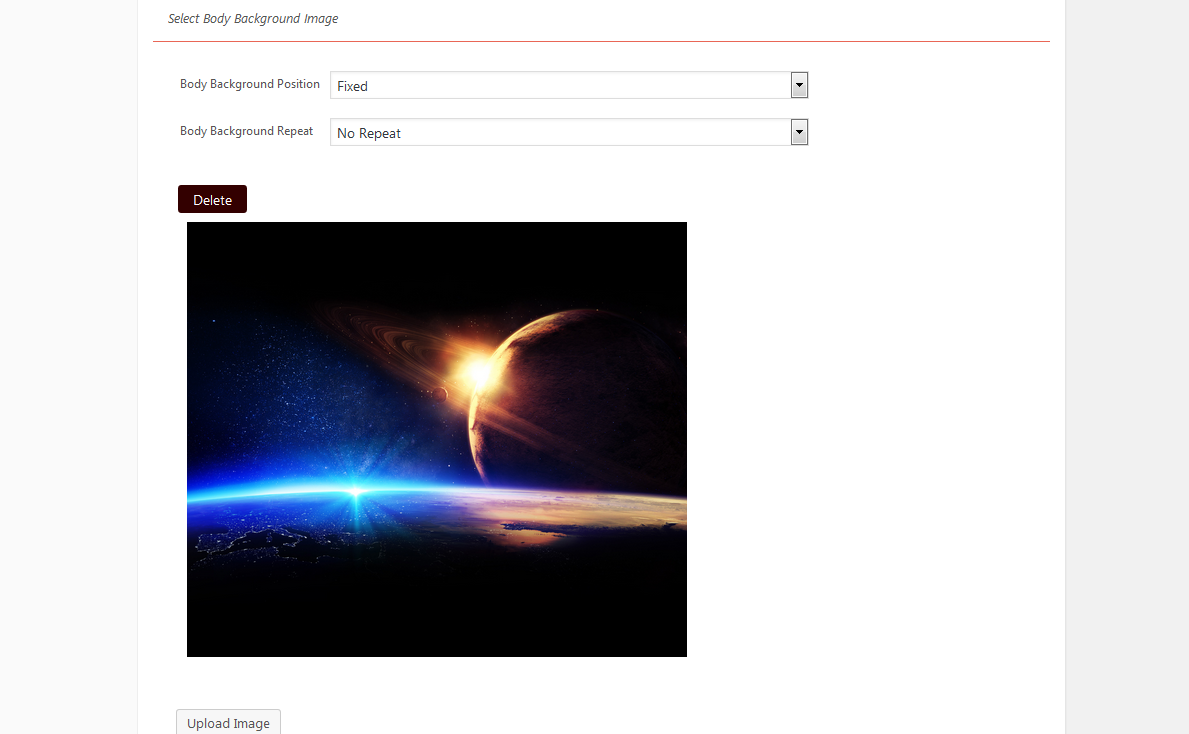 Select Body Background Image
Body Background Position Fixed
Body Background Repeat No Repeat
Delete
Upload Image